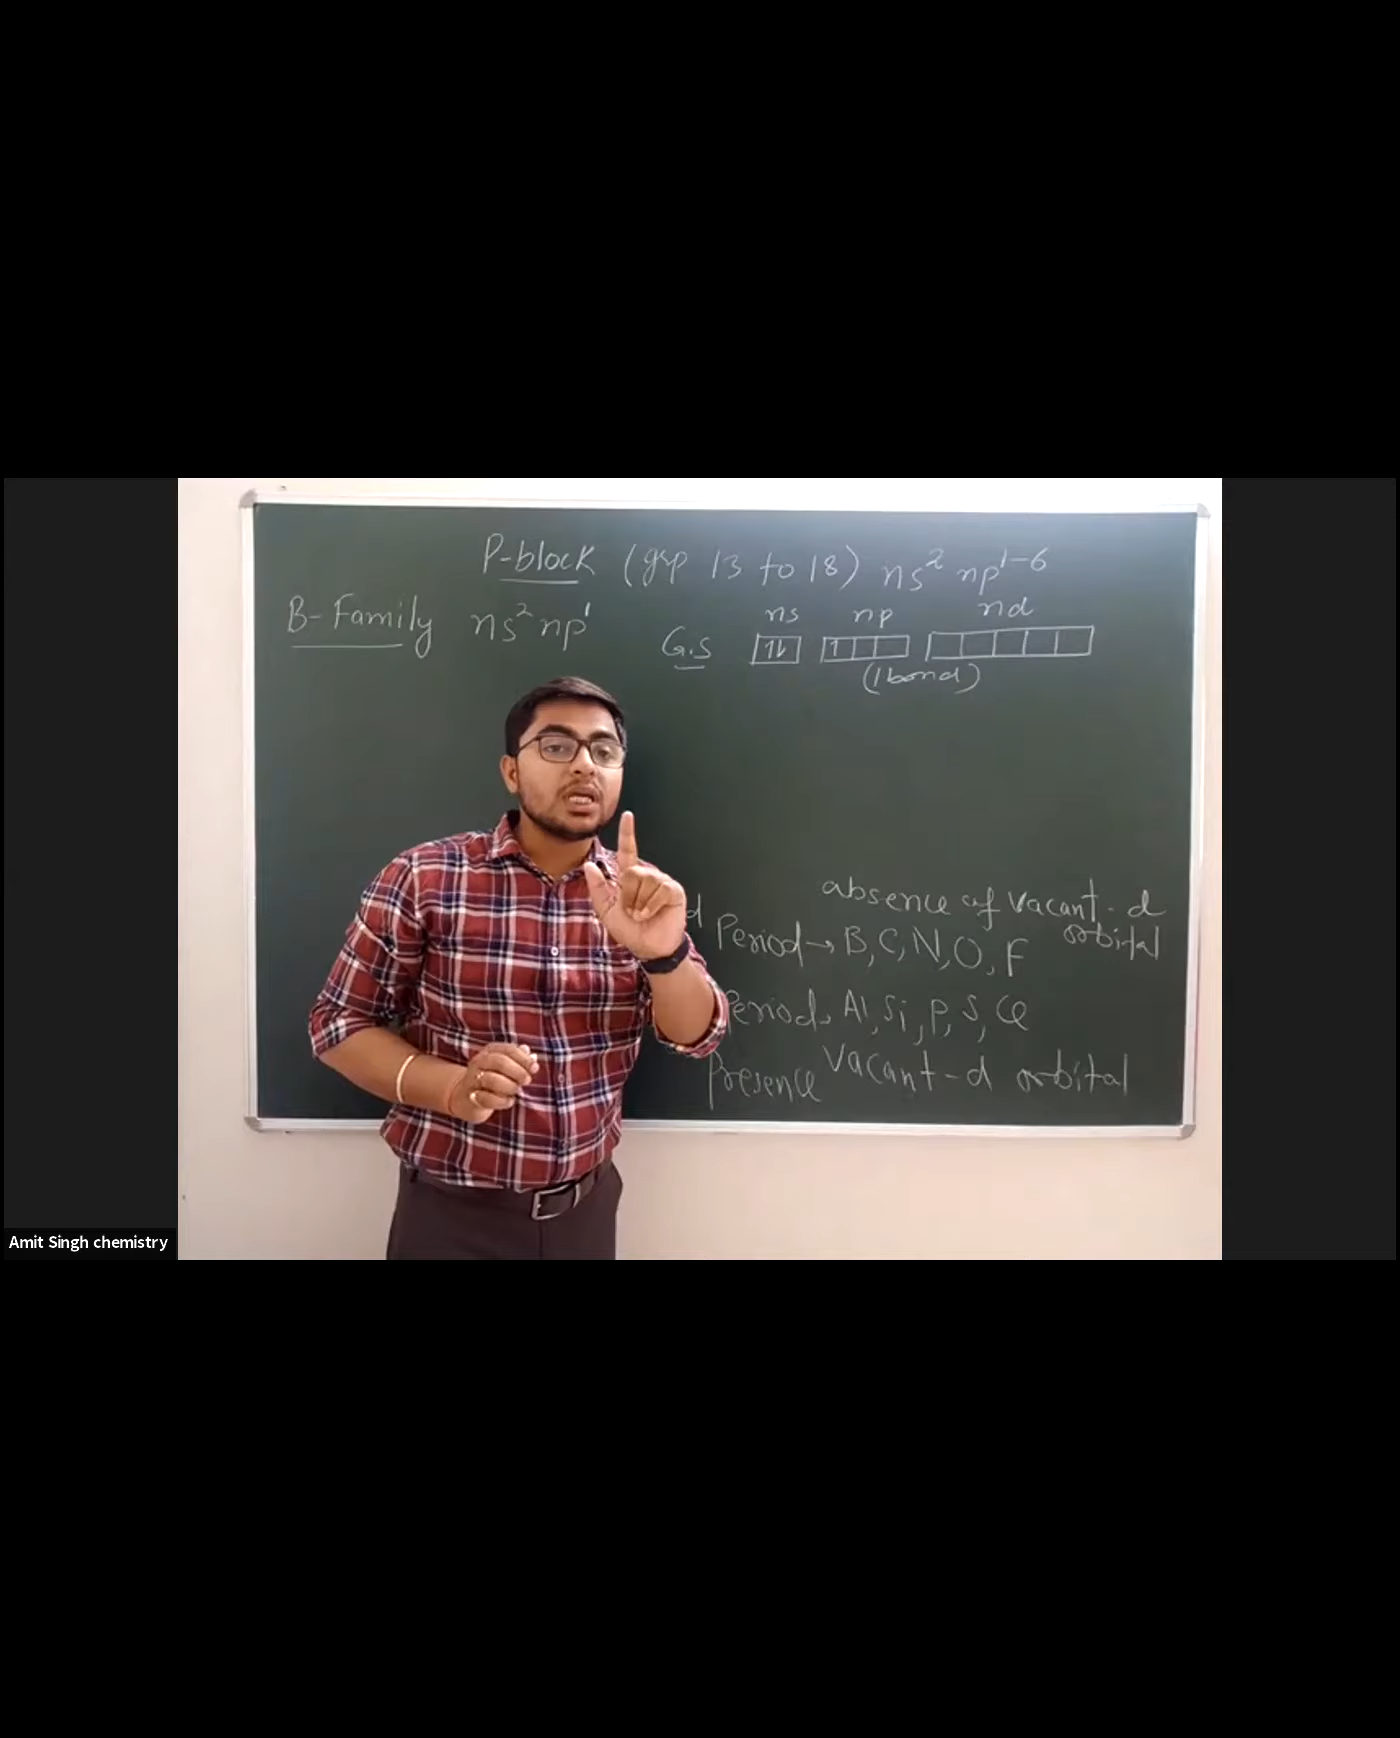 P-block (grp 13 to 18) ns² np¹⁻⁶
B-Family ns² np¹
ns np nd
G.S 1⇂ 1
(1 bond)
absence of vacant-d
orbital
d Period → B, C, N, O, F
Period → Al, Si, P, S, Cl
Presence vacant-d orbital
Amit Singh chemistry